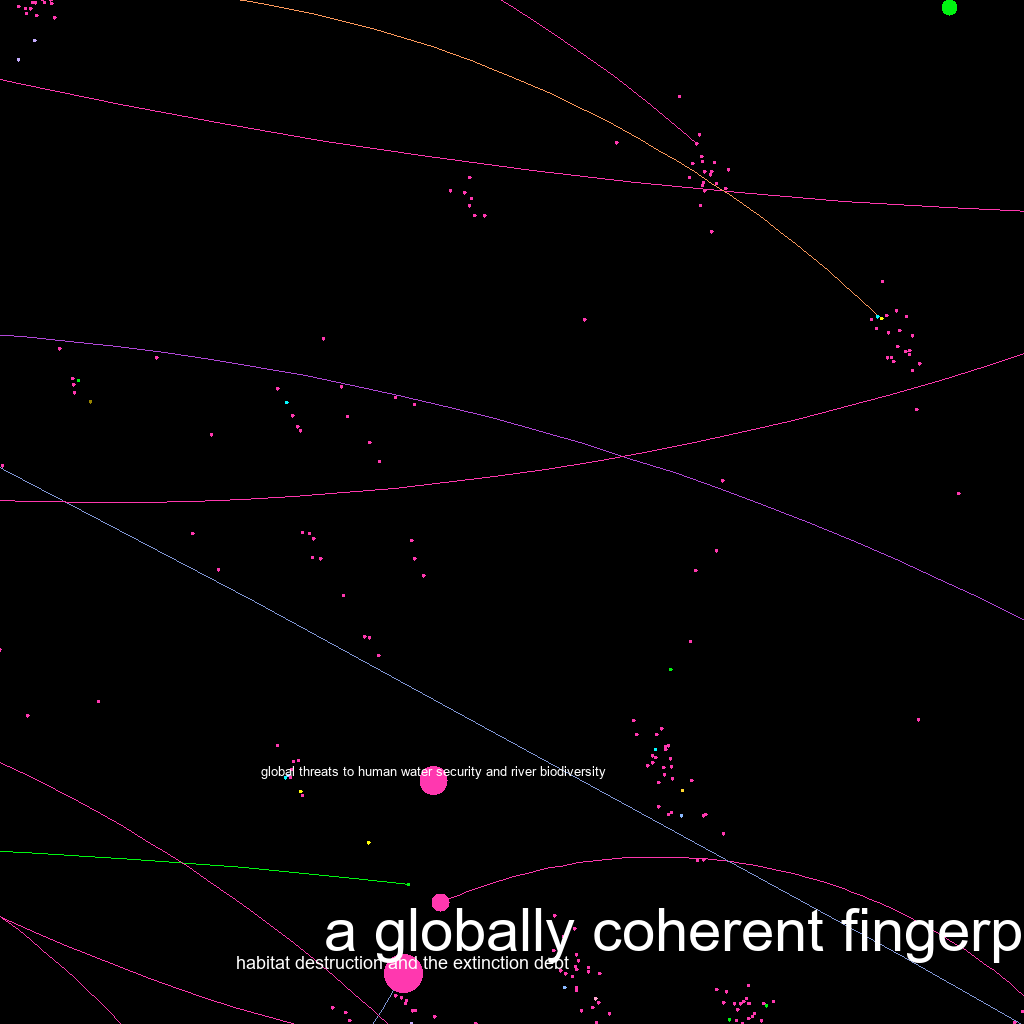 global threats to human water security and river biodiversity
a globally coherent fingerp
habitat destruction and the extinction debt